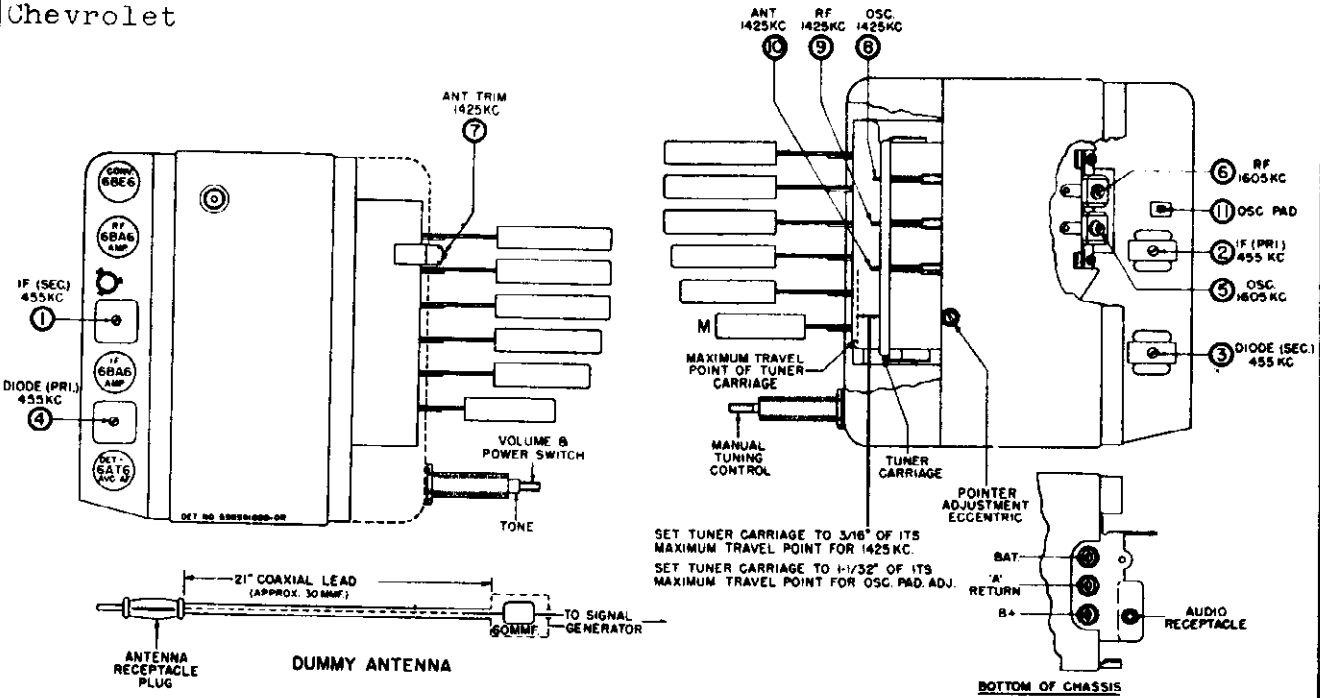 Chevrolet
ANT TRIM
1425KC
7
CONV.
6BE6
RF
6BA6
AMP
IF (SEC.)
455KC
1
IF
6BA6
AMP
DIODE (PRI.)
455KC
4
DET.-
6AT6
AVC AF
VOLUME &
POWER SWITCH
TONE
21" COAXIAL LEAD
(APPROX. 30 MMF.)
60MMF.
TO SIGNAL
GENERATOR
ANTENNA
RECEPTACLE
PLUG
DUMMY ANTENNA
ANT
1425KC
10
RF
1425KC
9
OSC.
1425KC
8
6 RF
1605KC
11 OSC PAD
2 IF (PRI.)
455 KC
5 OSC.
1605KC
3 DIODE (SEC.)
455 KC
M
MAXIMUM TRAVEL
POINT OF TUNER
CARRIAGE
MANUAL
TUNING
CONTROL
TUNER
CARRIAGE
POINTER
ADJUSTMENT
ECCENTRIC
SET TUNER CARRIAGE TO 3/16" OF ITS
MAXIMUM TRAVEL POINT FOR 1425KC.
SET TUNER CARRIAGE TO 1-1/32" OF ITS
MAXIMUM TRAVEL POINT FOR OSC. PAD. ADJ.
BAT.
'A'
RETURN
B+
AUDIO
RECEPTACLE
BOTTOM OF CHASSIS